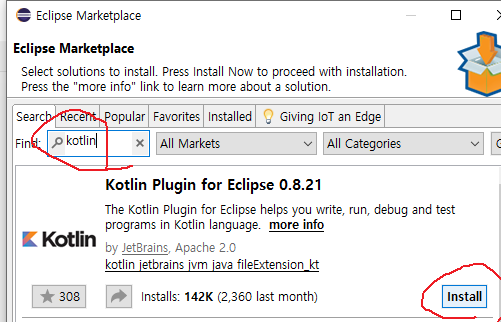 Eclipse Marketplace
Eclipse Marketplace
Select solutions to install. Press Install Now to proceed with installation.
Press the "more info" link to learn more about a solution.
Search Recent Popular Favorites Installed Giving IoT an Edge
Find: kotlin All Markets All Categories
Kotlin Plugin for Eclipse 0.8.21
The Kotlin Plugin for Eclipse helps you write, run, debug and test
programs in Kotlin language. more info
Kotlin
by JetBrains, Apache 2.0
kotlin jetbrains jvm java fileExtension_kt
308 Installs: 142K (2,360 last month) Install